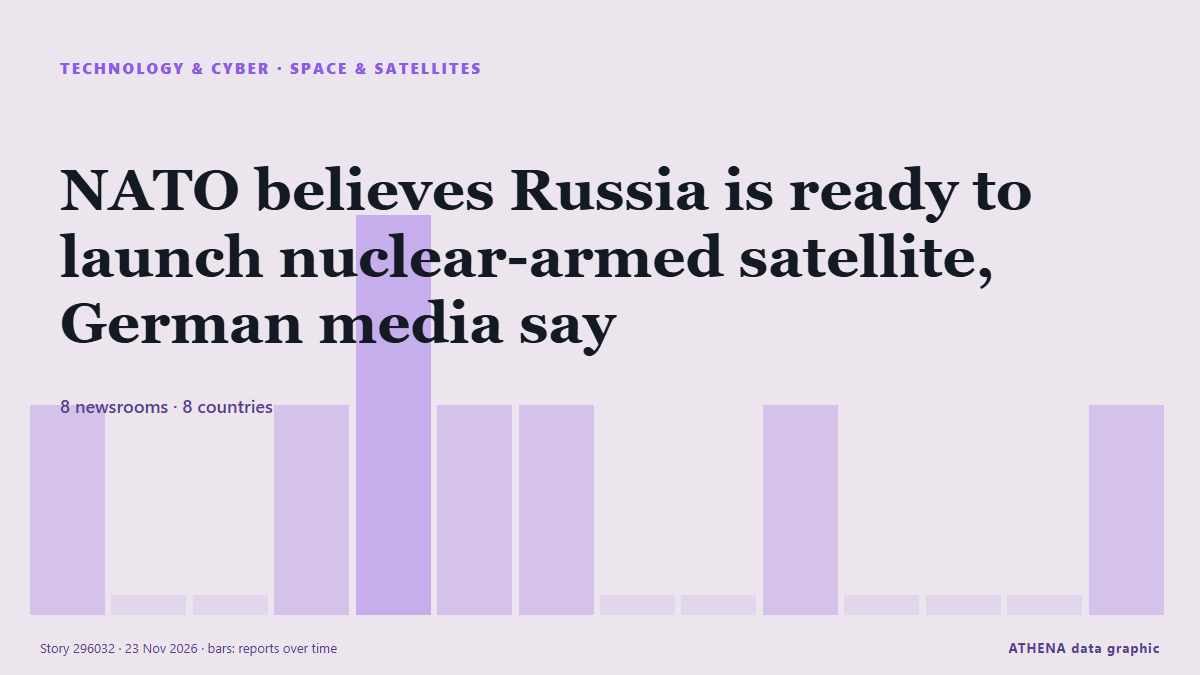 TECHNOLOGY & CYBER · SPACE & SATELLITES
NATO believes Russia is ready to
launch nuclear-armed satellite,
German media say
8 newsrooms · 8 countries
Story 296032 · 23 Nov 2026 · bars: reports over time
ATHENA data graphic